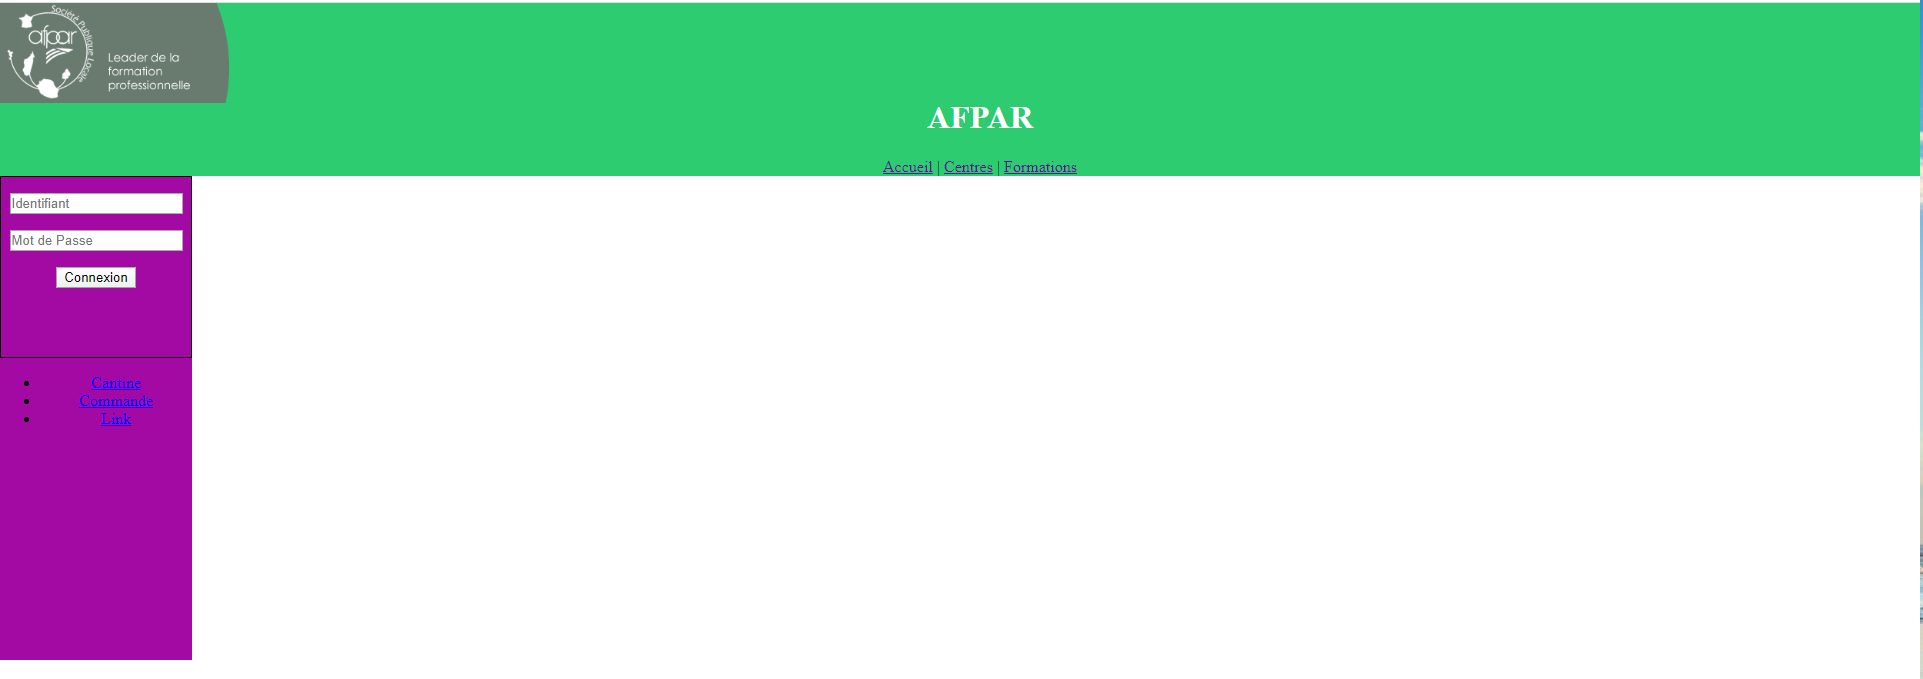 Société Publique Locale
afpar
Leader de la
formation
professionnelle
AFPAR
Accueil | Centres | Formations
Identifiant
Mot de Passe
Connexion
Cantine
Commande
Link